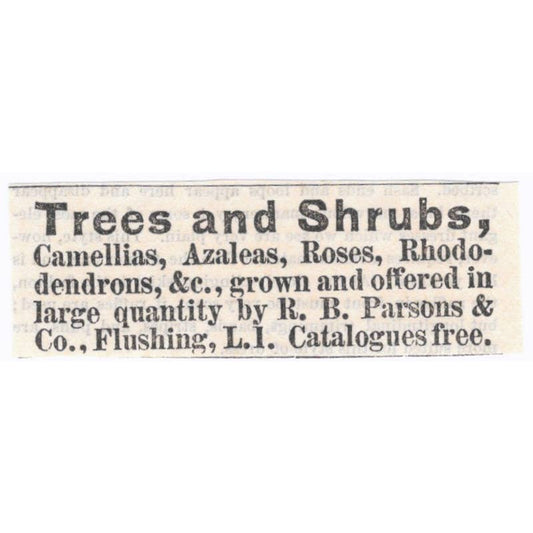 Trees and Shrubs,
Camellias, Azaleas, Roses, Rhodo-
dendrons, &c., grown and offered in
large quantity by R. B. Parsons &
Co., Flushing, L.I. Catalogues free.